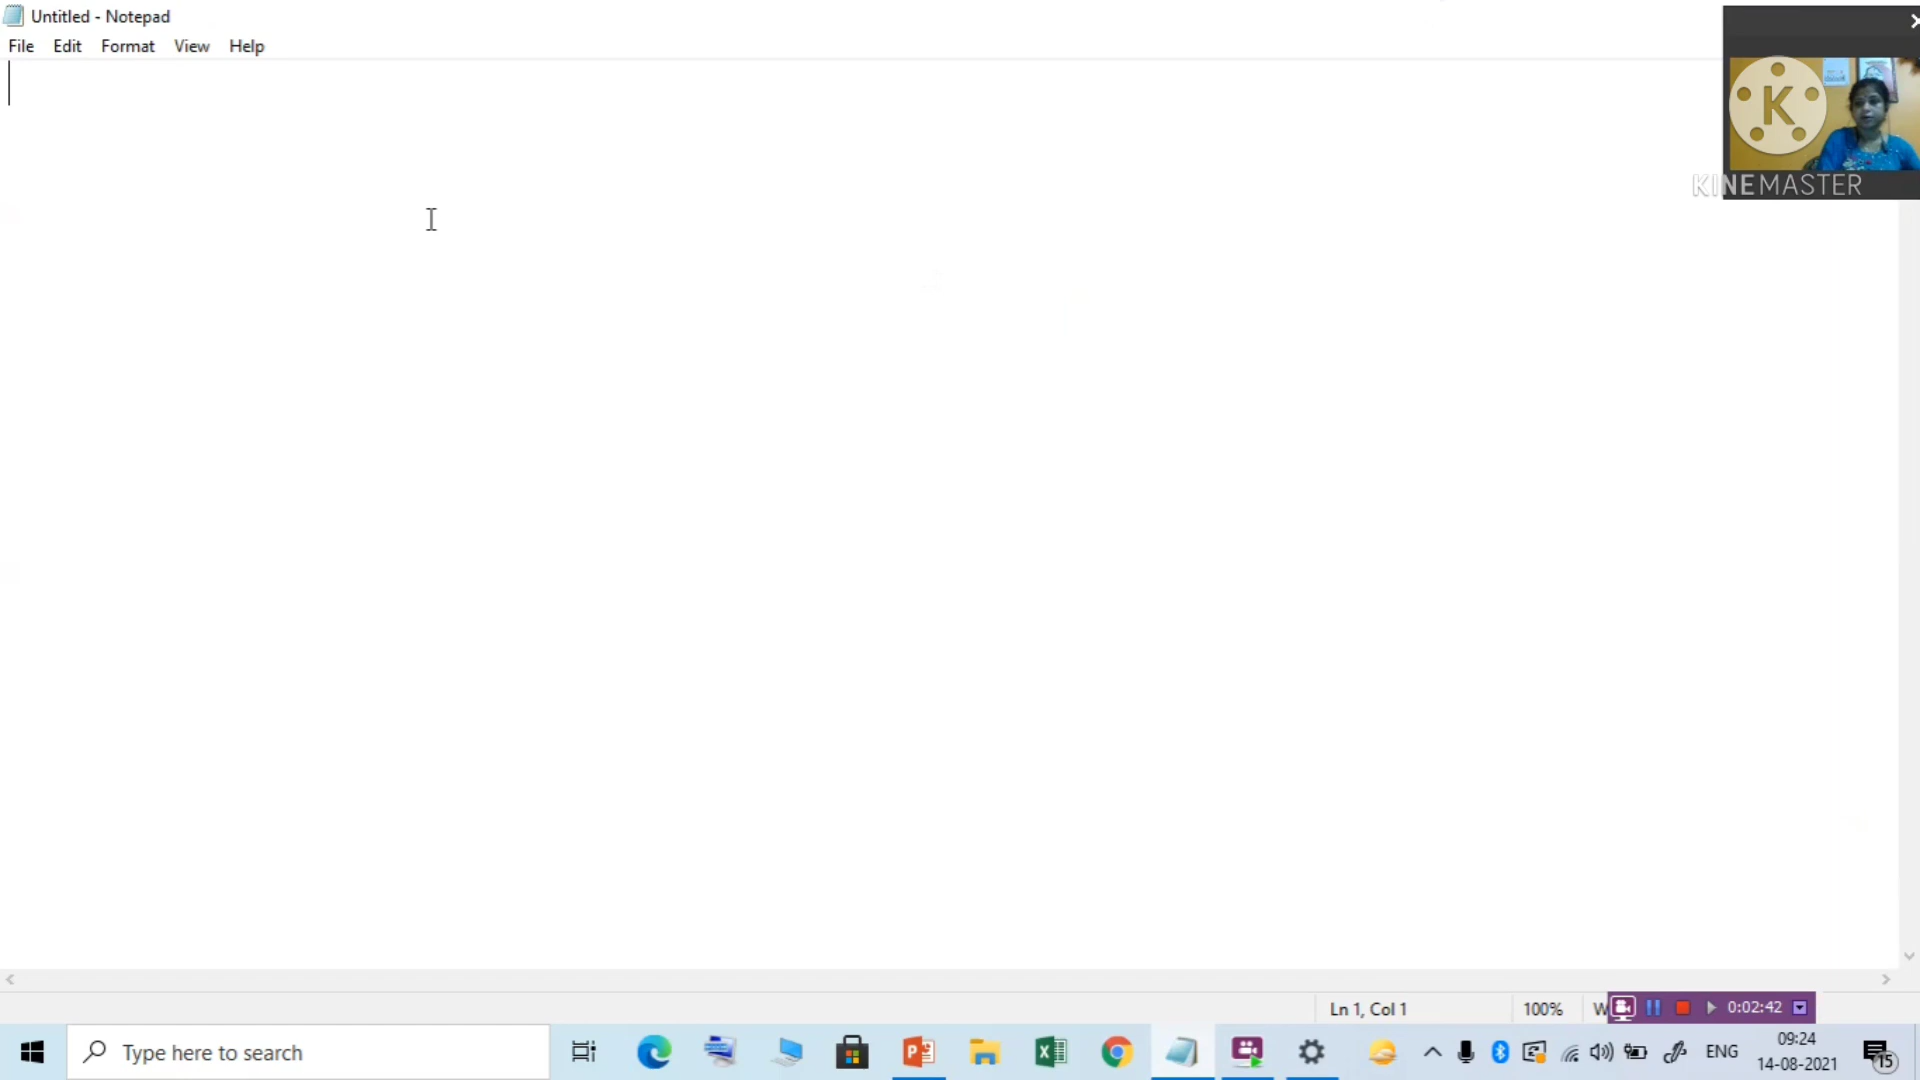 Untitled - Notepad
File Edit Format View Help
K
KINEMASTER
Ln 1, Col 1 100% W 0:02:42
Type here to search
ENG
09:24
14-08-2021
15